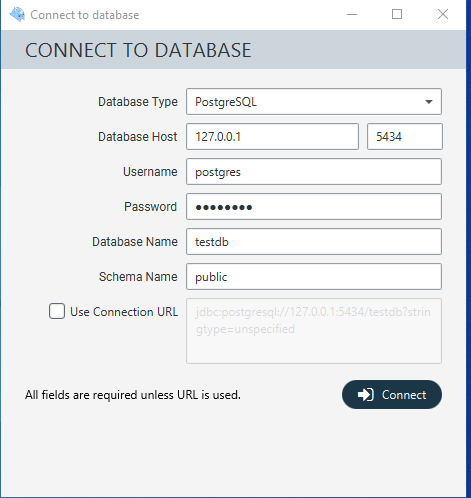 Connect to database
CONNECT TO DATABASE
Database Type PostgreSQL
Database Host 127.0.0.1 5434
Username postgres
Password ●●●●●●●●
Database Name testdb
Schema Name public
Use Connection URL jdbc:postgresql://127.0.0.1:5434/testdb?strin
gtype=unspecified
All fields are required unless URL is used. Connect